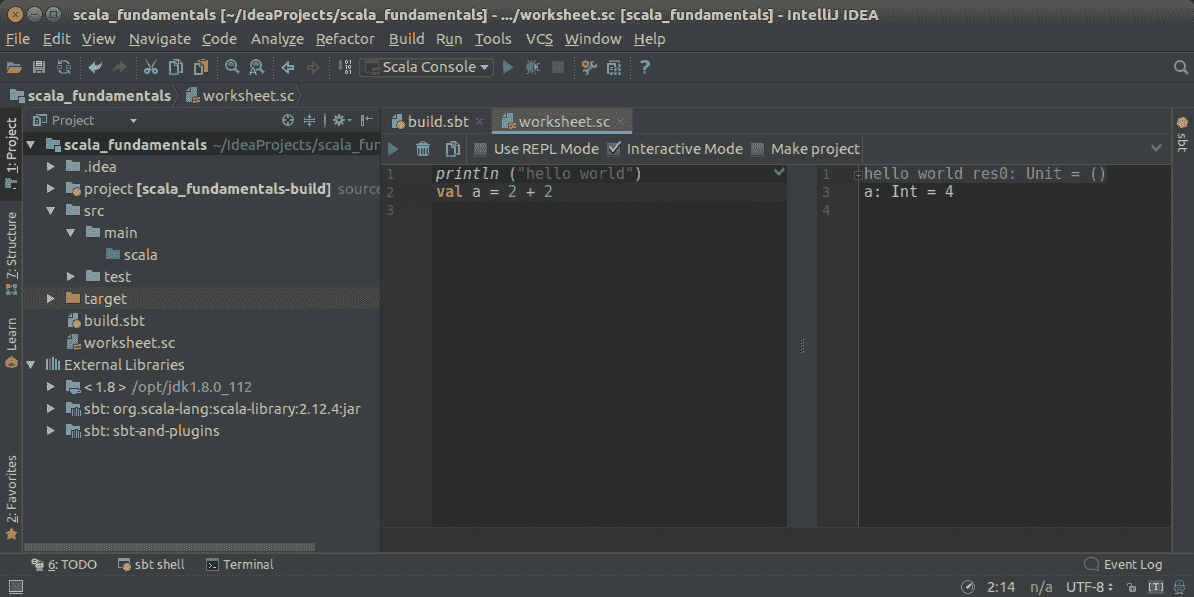 scala_fundamentals [~/IdeaProjects/scala_fundamentals] - .../worksheet.sc [scala_fundamentals] - IntelliJ IDEA
File Edit View Navigate Code Analyze Refactor Build Run Tools VCS Window Help
Scala Console
scala_fundamentals worksheet.sc
1: Project
7: Structure
Learn
2: Favorites
Project
scala_fundamentals ~/IdeaProjects/scala_fun
.idea
project [scala_fundamentals-build] source
src
main
scala
test
target
build.sbt
worksheet.sc
External Libraries
< 1.8 > /opt/jdk1.8.0_112
sbt: org.scala-lang:scala-library:2.12.4:jar
sbt: sbt-and-plugins
build.sbt worksheet.sc
Use REPL Mode Interactive Mode Make project
1 println ("hello world")
2 val a = 2 + 2
3
1 hello world res0: Unit = ()
3 a: Int = 4
4
sbt
6: TODO sbt shell Terminal Event Log
2:14 n/a UTF-8 [T]